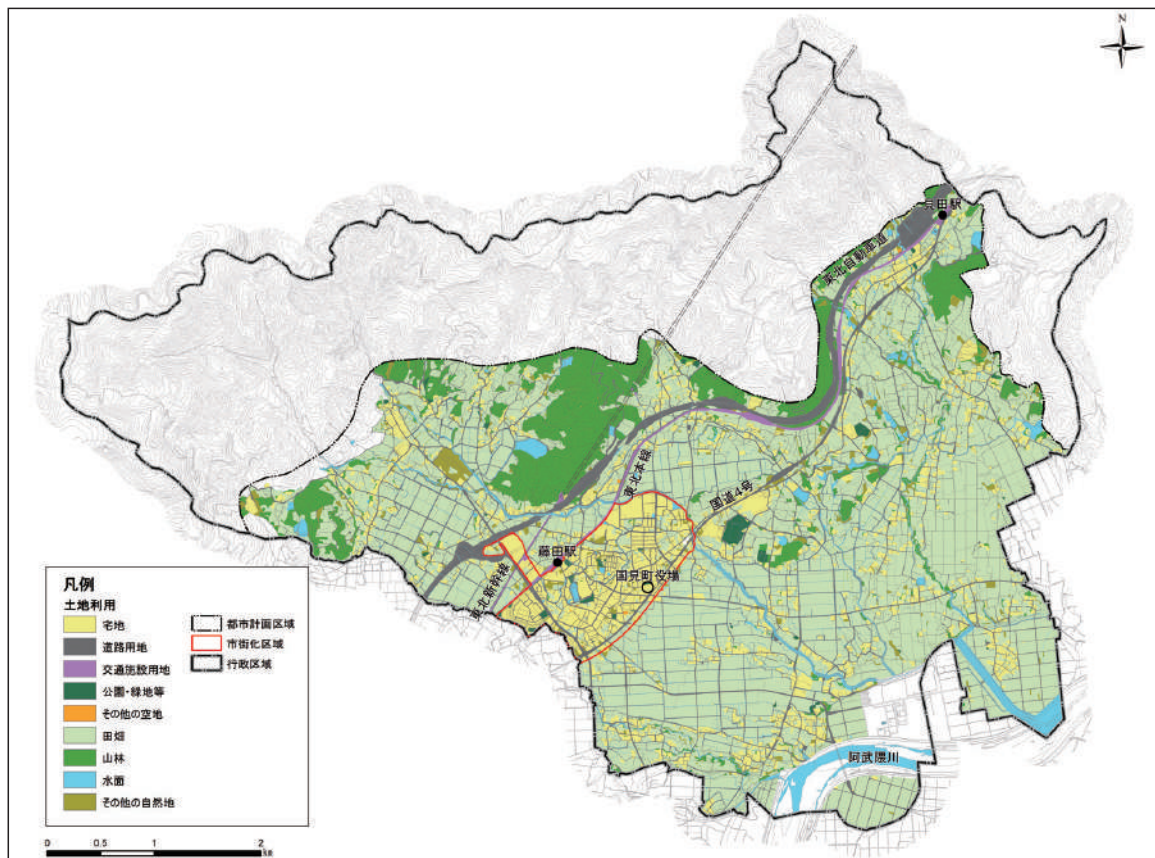 N
貝田駅
東北自動車道
東北本線
国道4号
藤田駅
国見町役場
東北新幹線
阿武隈川
凡例
土地利用
宅地
道路用地
交通施設用地
公園・緑地等
その他の空地
田畑
山林
水面
その他の自然地
都市計画区域
市街化区域
行政区域
0 0.5 1 2